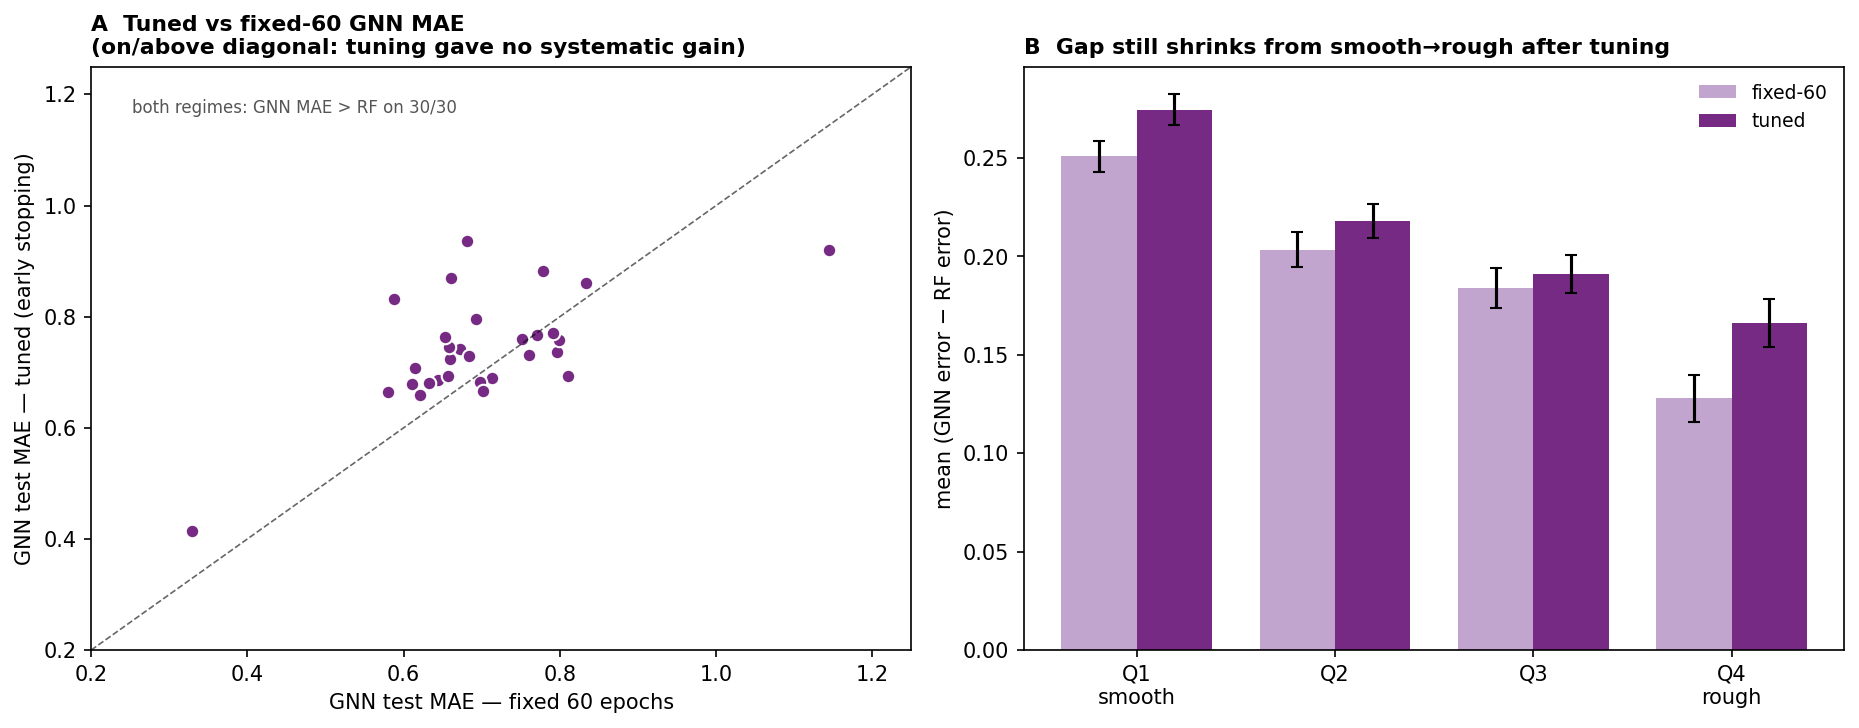 A  Tuned vs fixed-60 GNN MAE
(on/above diagonal: tuning gave no systematic gain)
both regimes: GNN MAE > RF on 30/30
GNN test MAE — tuned (early stopping)
1.2
1.0
0.8
0.6
0.4
0.2
0.2
0.4
0.6
0.8
1.0
1.2
GNN test MAE — fixed 60 epochs
B  Gap still shrinks from smooth→rough after tuning
fixed-60
tuned
mean (GNN error − RF error)
0.25
0.20
0.15
0.10
0.05
0.00
Q1
smooth
Q2
Q3
Q4
rough